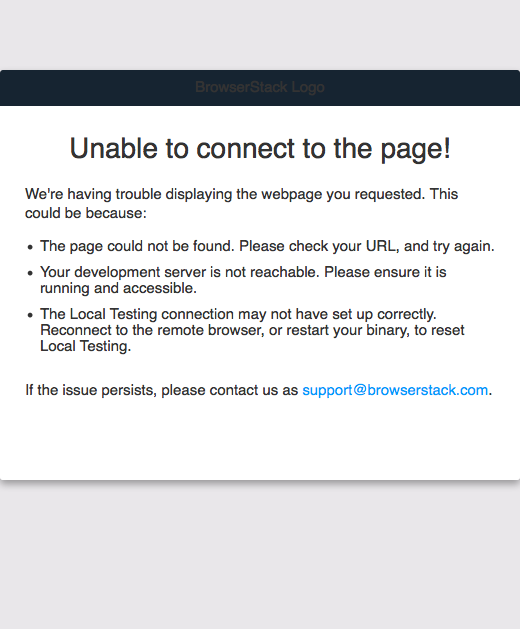 BrowserStack Logo
Unable to connect to the page!
We're having trouble displaying the webpage you requested. This
could be because:
• The page could not be found. Please check your URL, and try again.
• Your development server is not reachable. Please ensure it is
running and accessible.
• The Local Testing connection may not have set up correctly.
Reconnect to the remote browser, or restart your binary, to reset
Local Testing.
If the issue persists, please contact us as support@browserstack.com.